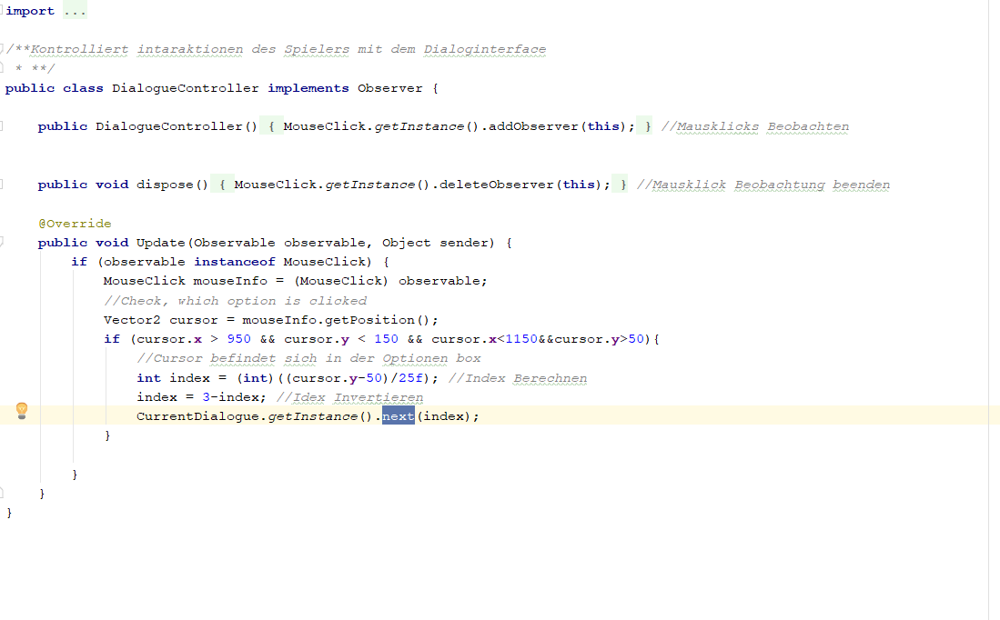 import ...
/**Kontrolliert intaraktionen des Spielers mit dem Dialoginterface
 * **/
public class DialogueController implements Observer {
    public DialogueController() { MouseClick.getInstance().addObserver(this); } //Mausklicks Beobachten
    public void dispose() { MouseClick.getInstance().deleteObserver(this); } //Mausklick Beobachtung beenden
    @Override
    public void Update(Observable observable, Object sender) {
        if (observable instanceof MouseClick) {
            MouseClick mouseInfo = (MouseClick) observable;
            //Check, which option is clicked
            Vector2 cursor = mouseInfo.getPosition();
            if (cursor.x > 950 && cursor.y < 150 && cursor.x<1150&&cursor.y>50){
                //Cursor befindet sich in der Optionen box
                int index = (int)((cursor.y-50)/25f); //Index Berechnen
                index = 3-index; //Idex Invertieren
                CurrentDialogue.getInstance().next(index);
            }
        }
    }
}